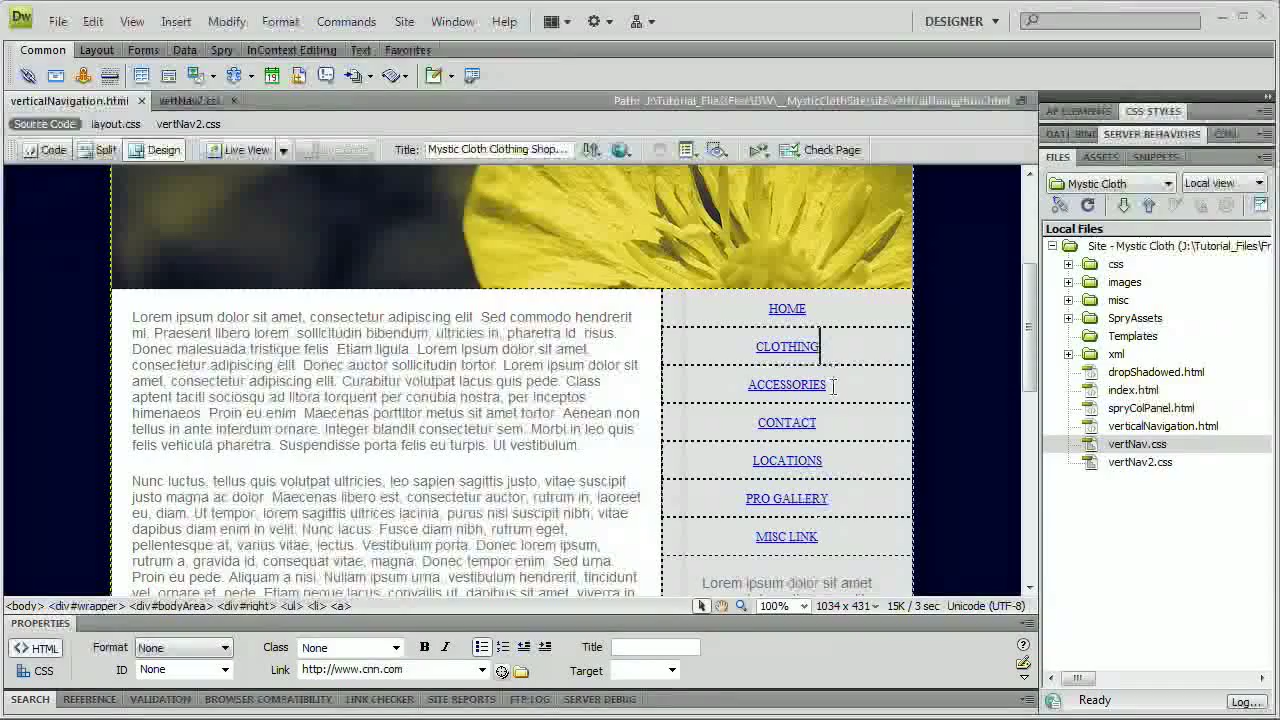 Dw File Edit View Insert Modify Format Commands Site Window Help DESIGNER
Common Layout Forms Data Spry InContext Editing Text Favorites
verticalNavigation.html vertNav2.css Path:
Source Code layout.css vertNav2.css
Code Split Design Live View Title: Mystic Cloth Clothing Shop... Check Page
HOME
CLOTHING
ACCESSORIES
CONTACT
LOCATIONS
PRO GALLERY
MISC LINK
Lorem ipsum dolor sit amet
Lorem ipsum dolor sit amet, consectetur adipiscing elit. Sed commodo hendrerit
mi. Praesent libero lorem, sollicitudin bibendum, ultricies in, pharetra id, risus.
Donec malesuada tristique felis. Etiam ligula. Lorem ipsum dolor sit amet,
consectetur adipiscing elit. Donec auctor sollicitudin tortor. Lorem ipsum dolor sit
amet, consectetur adipiscing elit. Curabitur volutpat lacus quis pede. Class
aptent taciti sociosqu ad litora torquent per conubia nostra, per inceptos
himenaeos. Proin eu enim. Maecenas porttitor metus sit amet tortor. Aenean non
tellus in ante interdum ornare. Integer blandit consectetur sem. Morbi in leo quis
felis vehicula pharetra. Suspendisse porta felis eu turpis. Ut vestibulum.
Nunc luctus, tellus quis volutpat ultricies, leo sapien sagittis justo, vitae suscipit
justo magna ac dolor. Maecenas libero est, consectetur auctor, rutrum in, laoreet
eu, diam. Ut tempor, lorem sagittis ultrices lacinia, purus nisl suscipit nibh, vitae
dapibus diam enim in velit. Nunc lacus. Fusce diam nibh, rutrum eget,
pellentesque at, varius vitae, lectus. Vestibulum porta. Donec lorem ipsum,
rutrum a, gravida id, consequat vitae, magna. Donec tempor enim. Sed urna.
Proin eu pede. Aliquam a nisi. Nullam ipsum urna, vestibulum hendrerit, tincidunt
<body> <div#wrapper> <div#bodyArea> <div#right> <ul> <li> <a> 100% 1034 x 431 15K / 3 sec Unicode (UTF-8)
PROPERTIES
<> HTML Format None Class None B I Title
CSS ID None Link http://www.cnn.com Target
SEARCH REFERENCE VALIDATION BROWSER COMPATIBILITY LINK CHECKER SITE REPORTS FTP LOG SERVER DEBUG
AP ELEMENTS CSS STYLES
SERVER BEHAVIORS
FILES ASSETS SNIPPETS
Mystic Cloth Local view
Local Files
Site - Mystic Cloth (J:\Tutorial_Files\Fr
css
images
misc
SpryAssets
Templates
xml
dropShadowed.html
index.html
spryColPanel.html
verticalNavigation.html
vertNav.css
vertNav2.css
Ready Log...